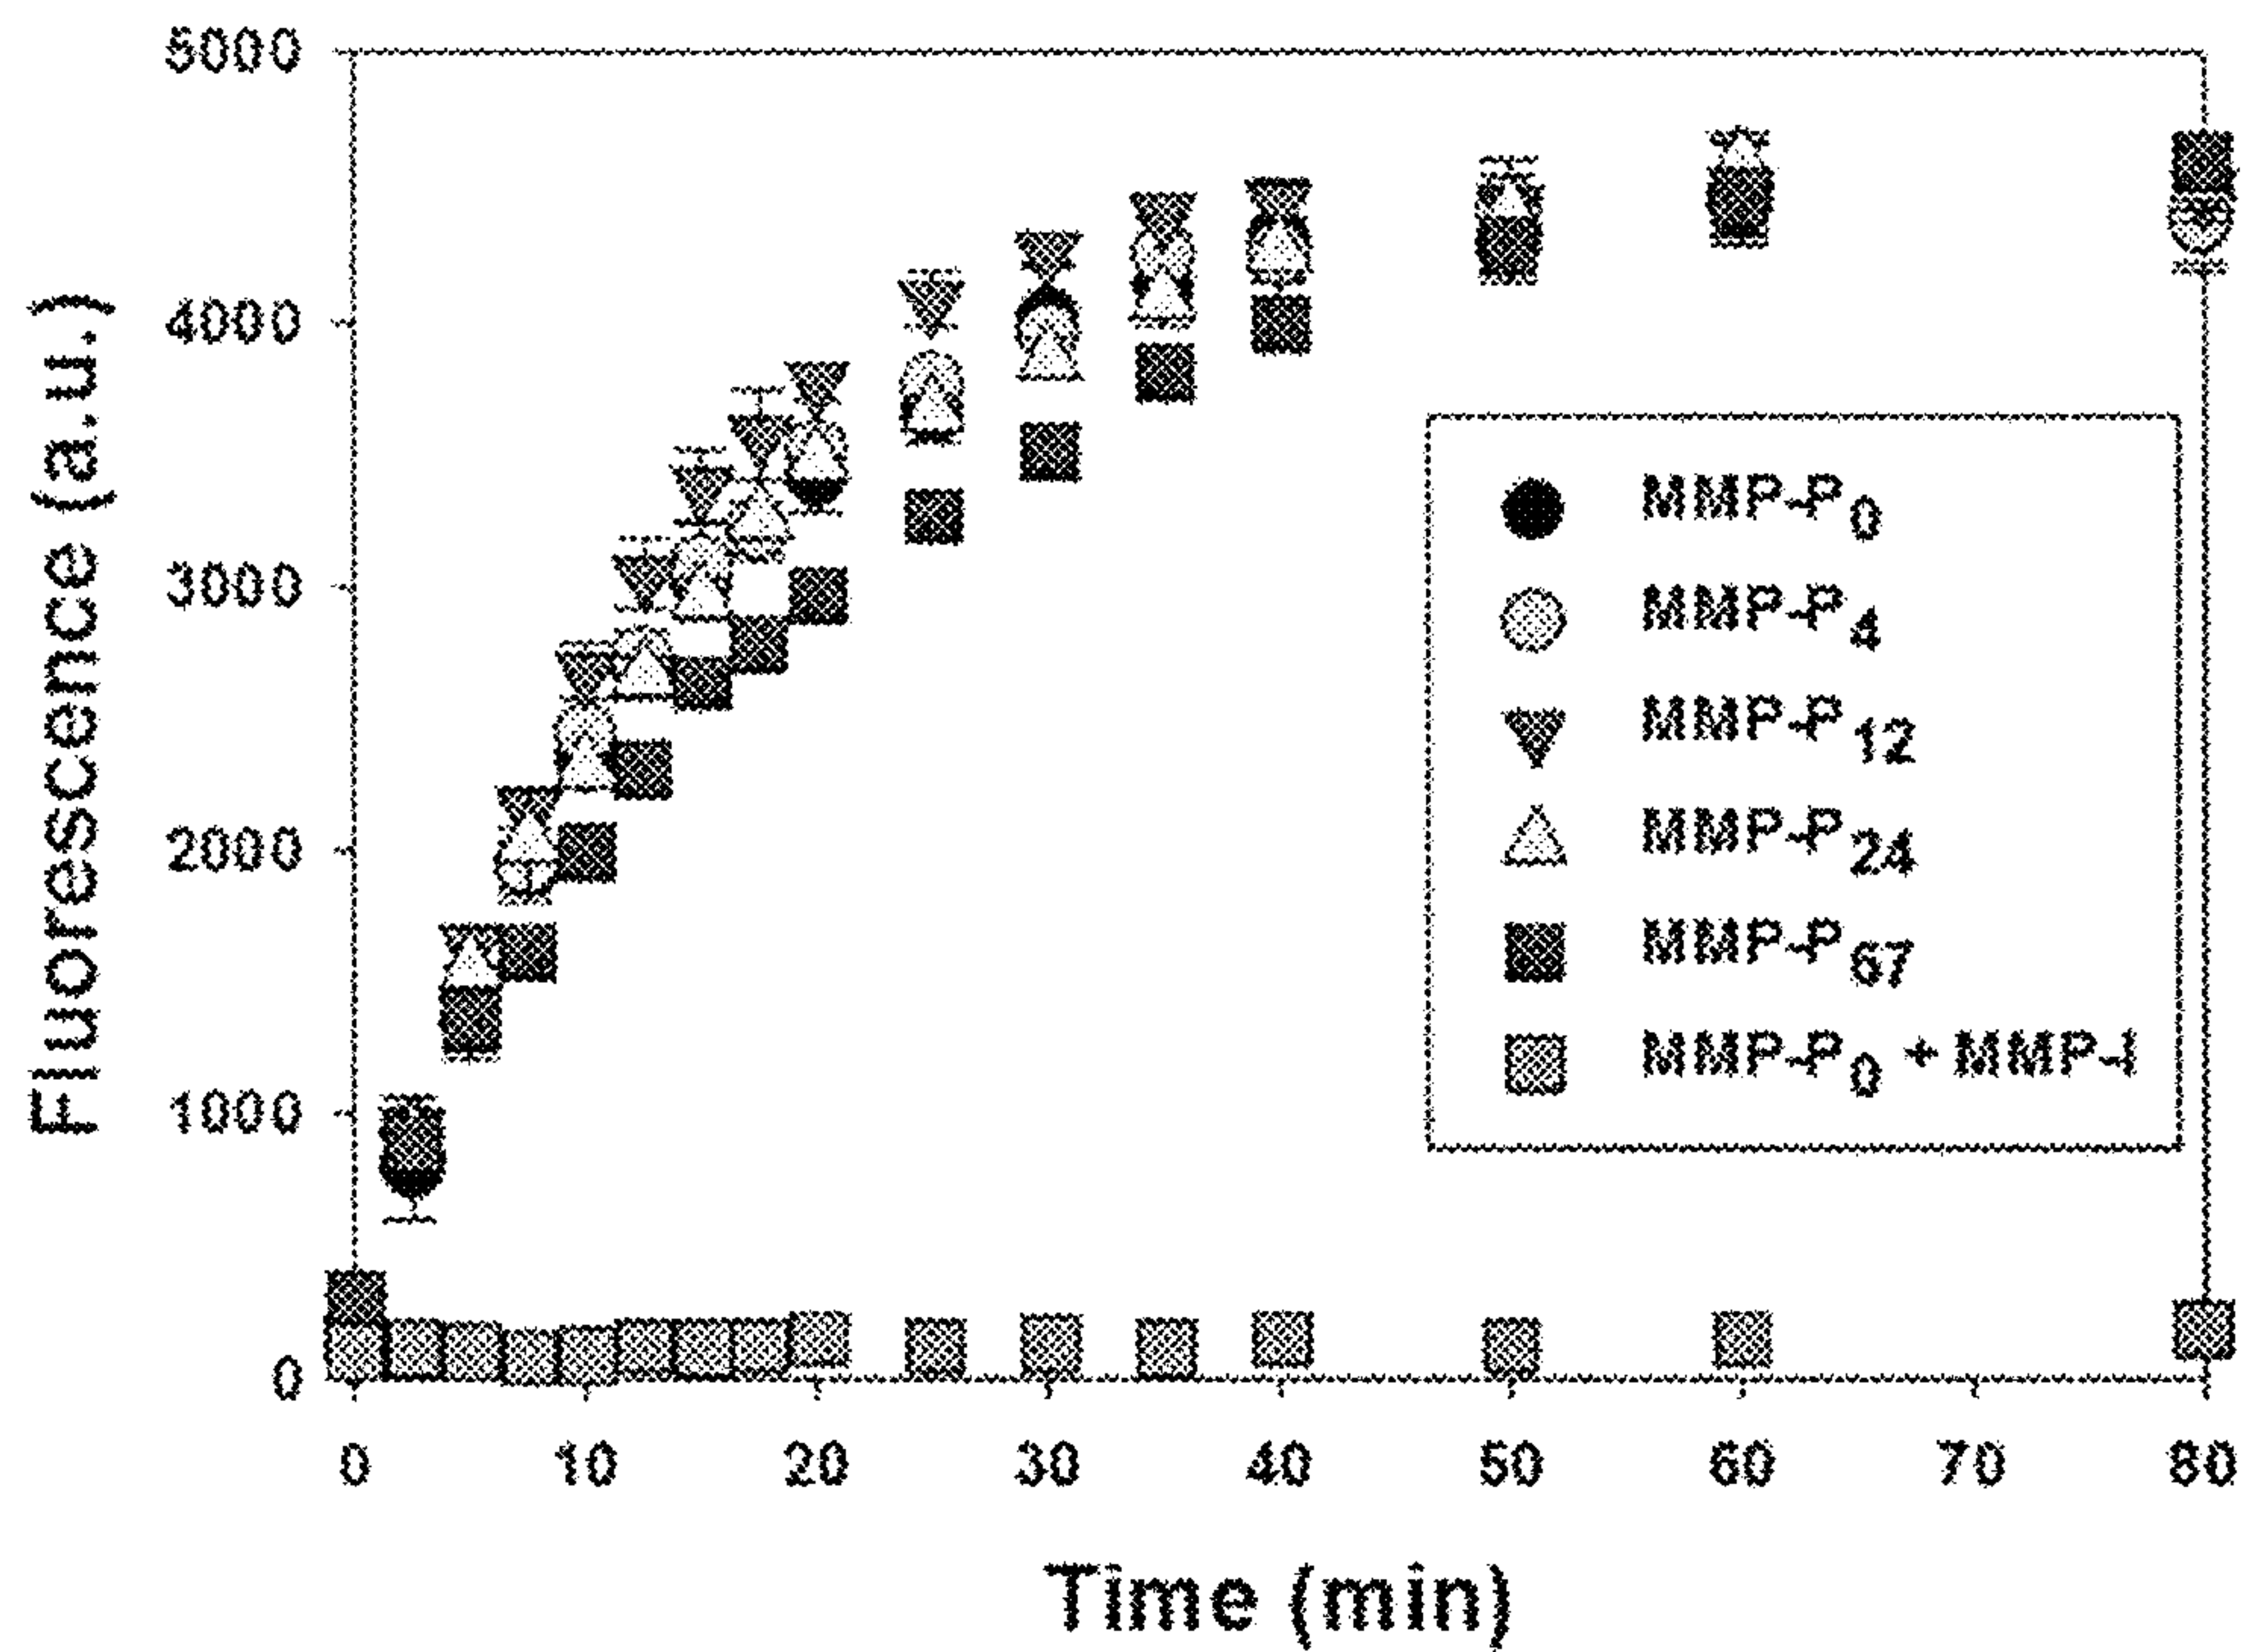 Fluorescence (a.u.)
5000
4000
3000
2000
1000
0
MMP-P0
MMP-P4
MMP-P12
MMP-P24
MMP-P67
MMP-P0 + MMP-I
0 10 20 30 40 50 60 70 80
Time (min)